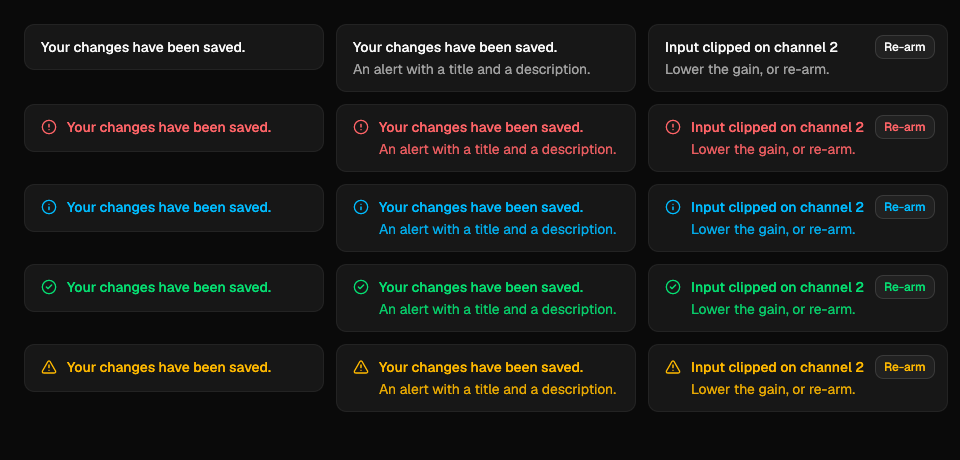 Your changes have been saved.
Your changes have been saved.
An alert with a title and a description.
Input clipped on channel 2
Lower the gain, or re-arm.
Re-arm
Your changes have been saved.
Your changes have been saved.
An alert with a title and a description.
Input clipped on channel 2
Lower the gain, or re-arm.
Re-arm
Your changes have been saved.
Your changes have been saved.
An alert with a title and a description.
Input clipped on channel 2
Lower the gain, or re-arm.
Re-arm
Your changes have been saved.
Your changes have been saved.
An alert with a title and a description.
Input clipped on channel 2
Lower the gain, or re-arm.
Re-arm
Your changes have been saved.
Your changes have been saved.
An alert with a title and a description.
Input clipped on channel 2
Lower the gain, or re-arm.
Re-arm